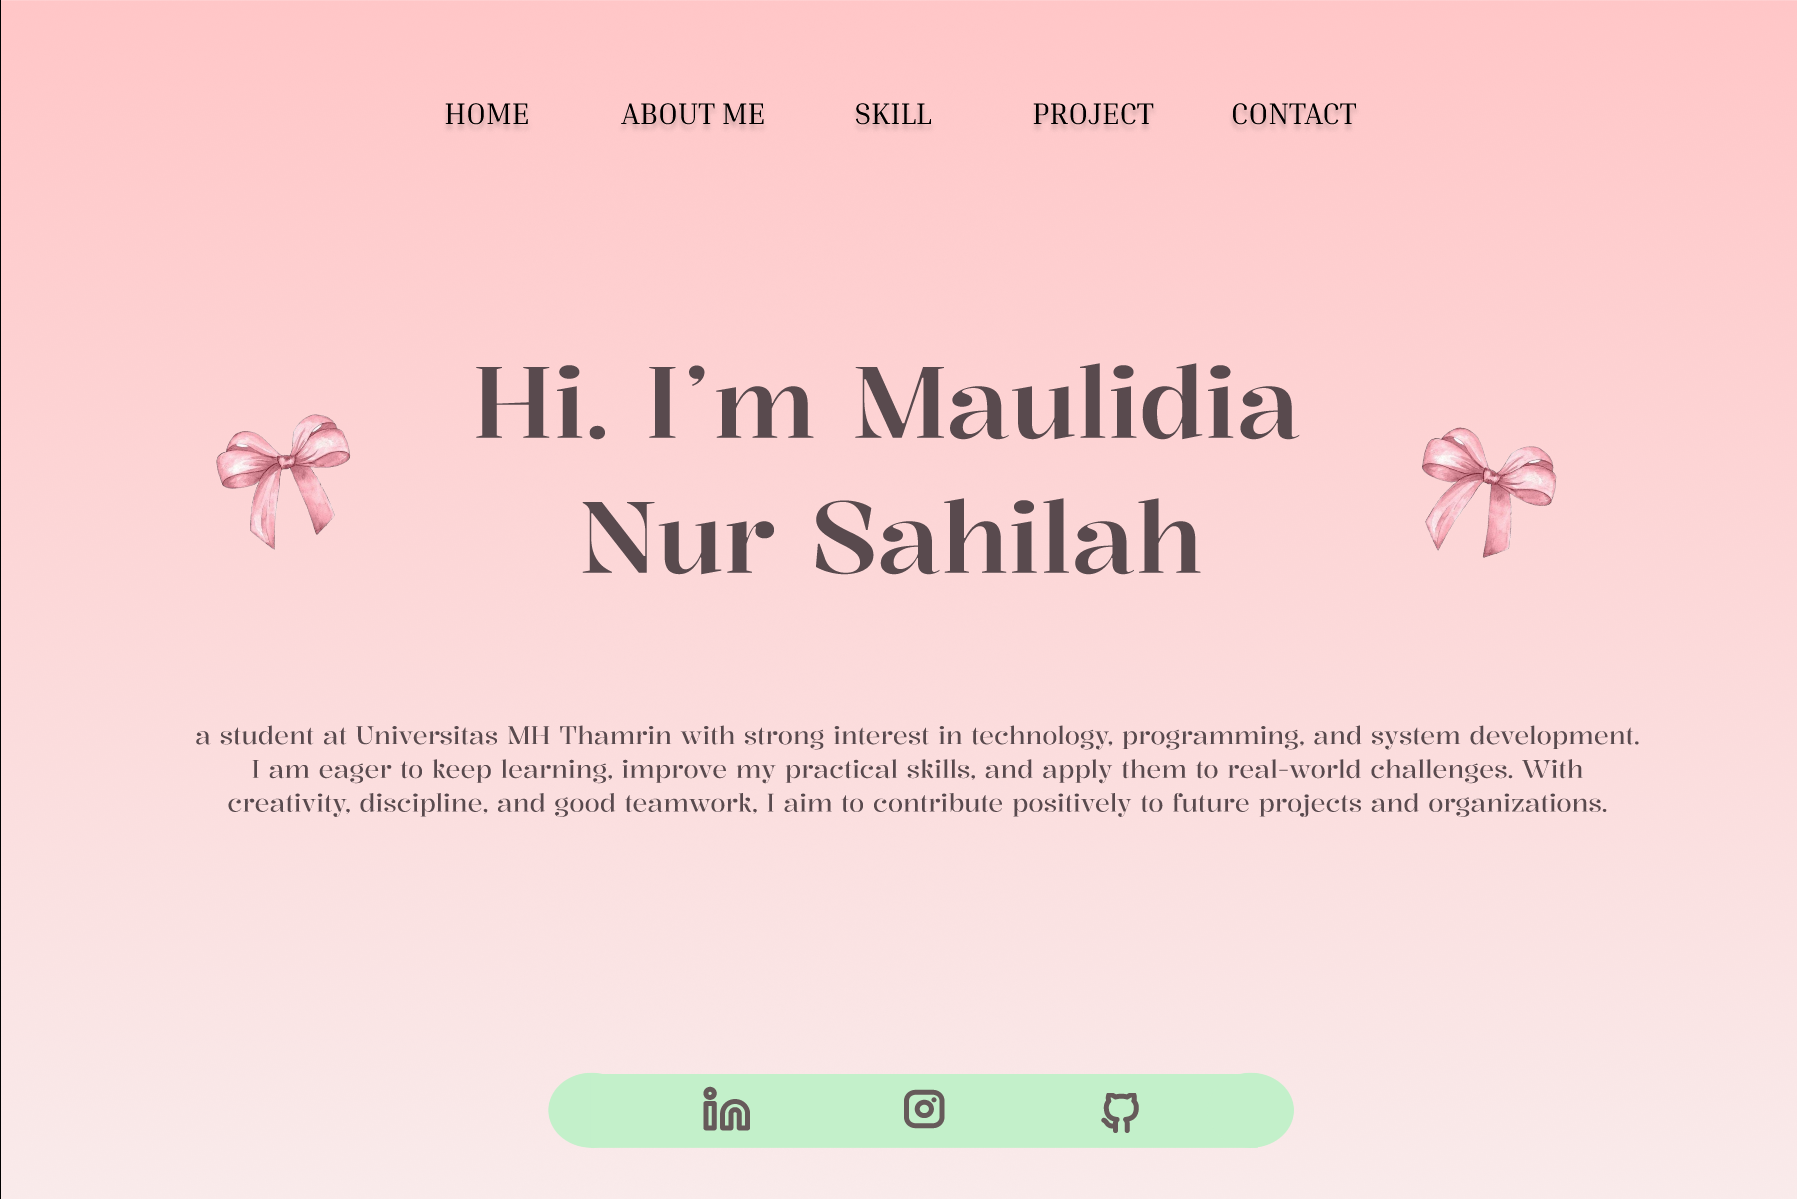 HOME ABOUT ME SKILL PROJECT CONTACT
Hi. I’m Maulidia
Nur Sahilah
a student at Universitas MH Thamrin with strong interest in technology, programming, and system development.
I am eager to keep learning, improve my practical skills, and apply them to real-world challenges. With
creativity, discipline, and good teamwork, I aim to contribute positively to future projects and organizations.